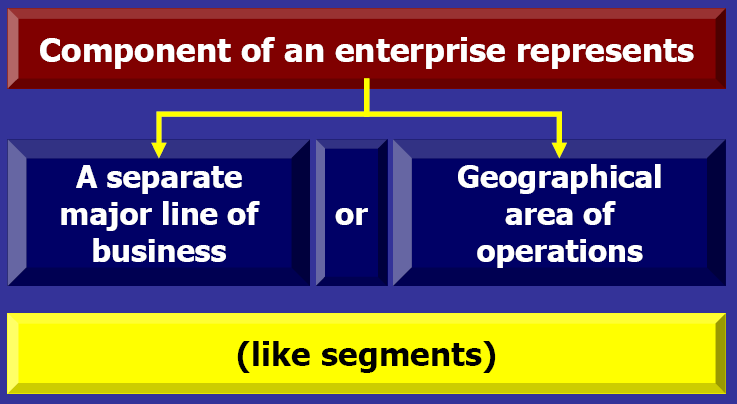 Component of an enterprise represents
A separate
major line of
business
or
Geographical
area of
operations
(like segments)